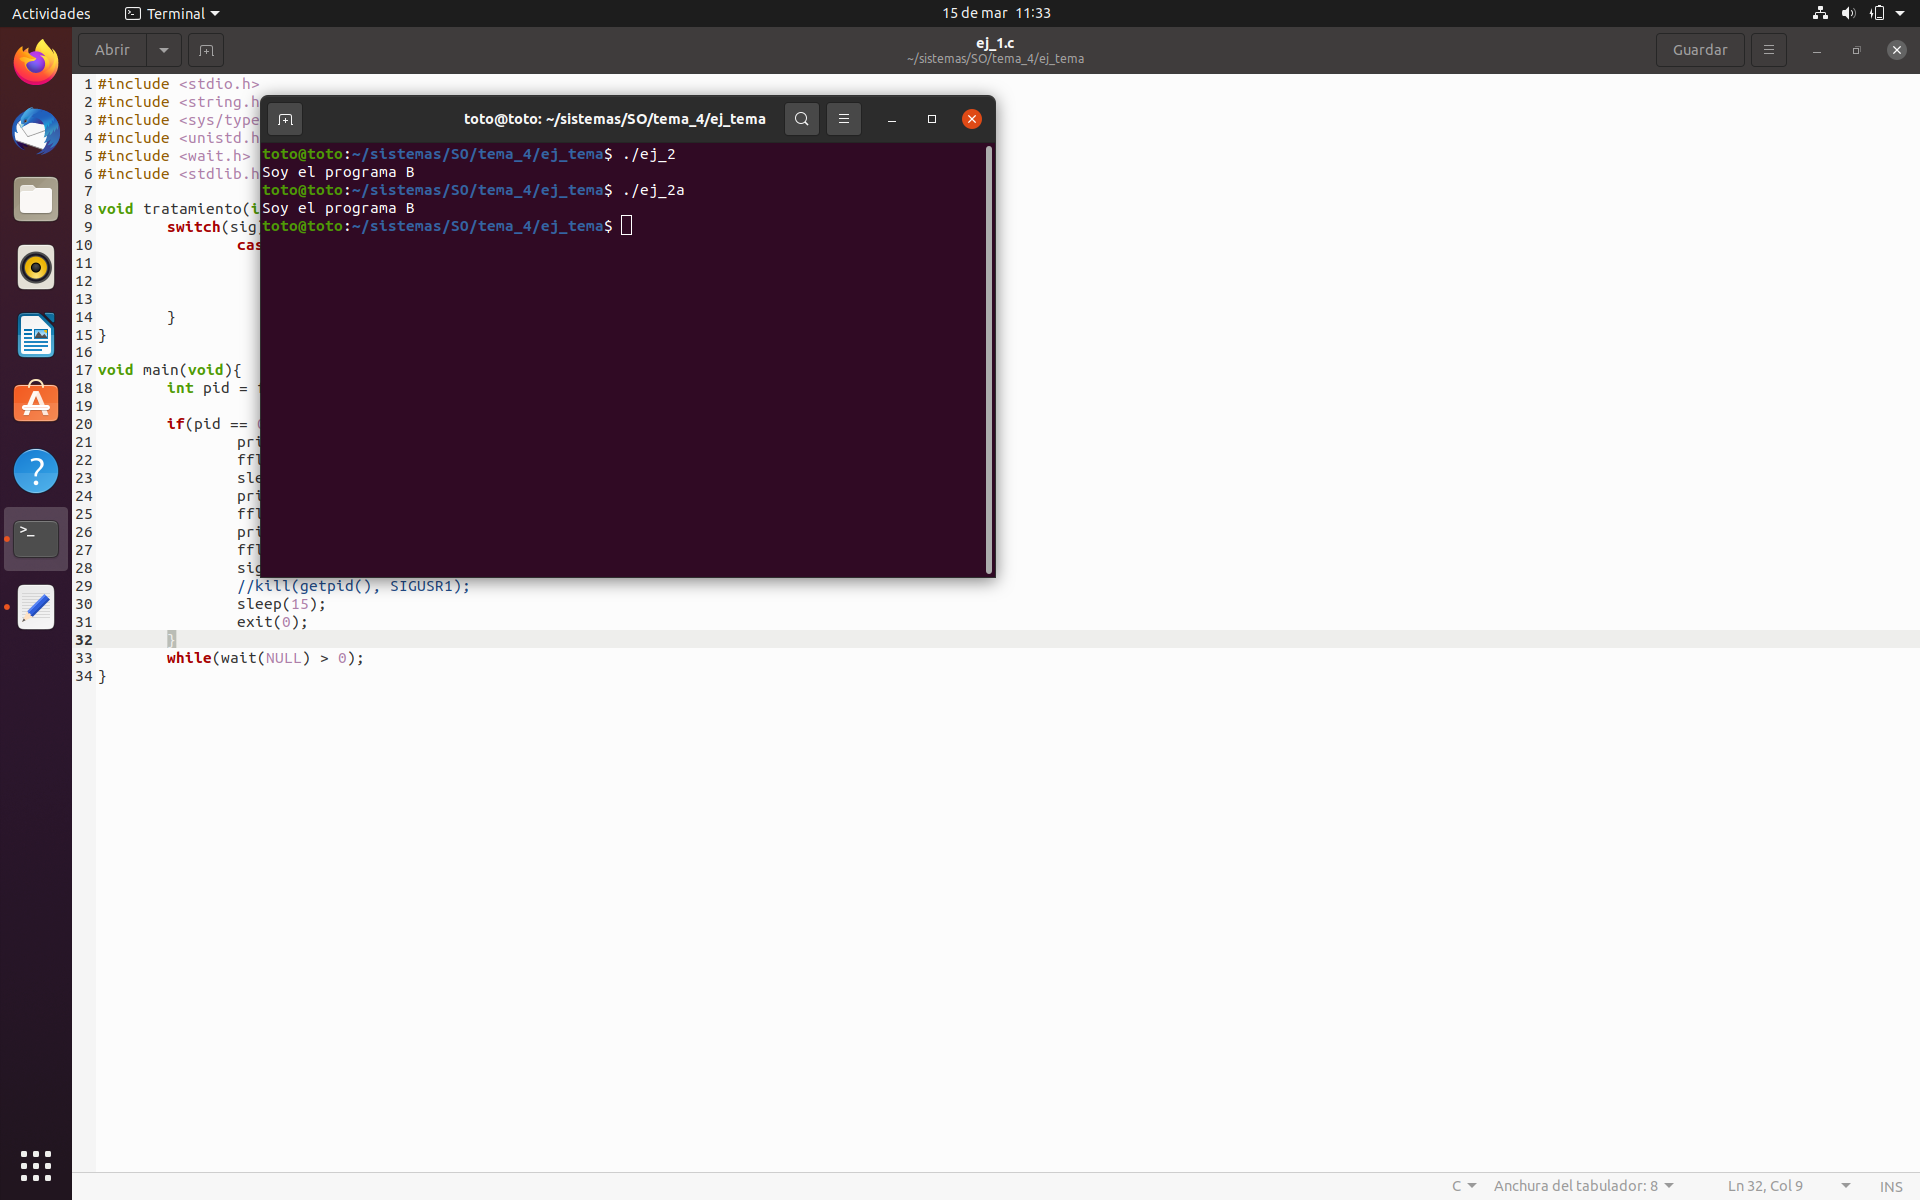 Actividades
Terminal
15 de mar 11:33
Abrir
ej_1.c
~/sistemas/SO/tema_4/ej_tema
Guardar
1 #include <stdio.h>
2 #include <string.h
3 #include <sys/type
4 #include <unistd.h
5 #include <wait.h>
6 #include <stdlib.h
7
8 void tratamiento(i
9 switch(sig
10 cas
11
12
13
14 }
15 }
16
17 void main(void){
18 int pid =
19
20 if(pid ==
21 pri
22 ffl
23 sle
24 pri
25 ffl
26 pri
27 ffl
28 sig
29 //kill(getpid(), SIGUSR1);
30 sleep(15);
31 exit(0);
32 }
33 while(wait(NULL) > 0);
34 }
toto@toto: ~/sistemas/SO/tema_4/ej_tema
toto@toto:~/sistemas/SO/tema_4/ej_tema$ ./ej_2
Soy el programa B
toto@toto:~/sistemas/SO/tema_4/ej_tema$ ./ej_2a
Soy el programa B
toto@toto:~/sistemas/SO/tema_4/ej_tema$
C
Anchura del tabulador: 8
Ln 32, Col 9
INS